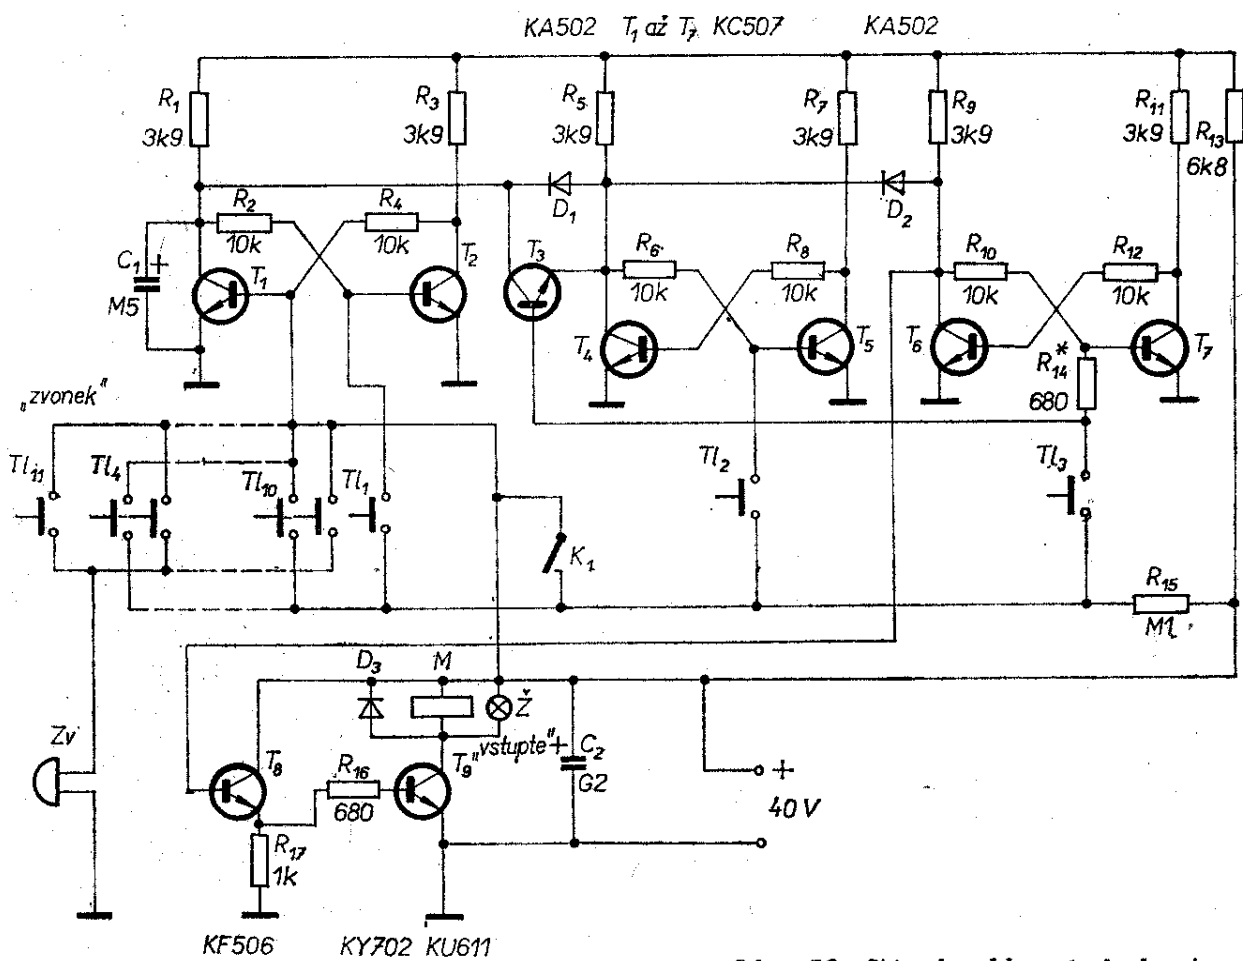 KA502 T1 až T7 KC507 KA502
R1
3k9
R3
3k9
R5
3k9
R7
3k9
R9
3k9
R11
3k9
R13
6k8
D1
D2
R2
10k
R4
10k
C1 +
M5
T1
T2
T3
R6
10k
R8
10k
T4
T5
R10
10k
R12
10k
T6
T7
R14*
680
„zvonek"
Tl11
Tl4
Tl10
Tl1
K1
Tl2
Tl3
R15
M1
D3
M
Ž
"vstupte"
+
C2
G2
Zv
T8
R16
680
T9
R17
1k
+
40V
KF506 KY702 KU611